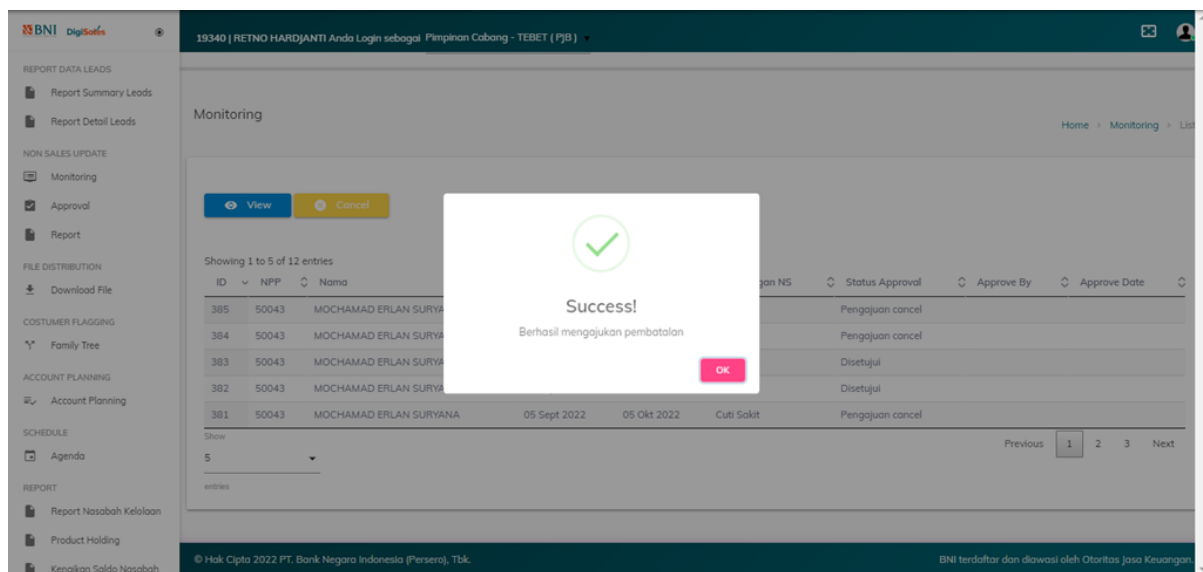 BNI DigiSales
19340 | RETNO HARDJANTI Anda Login sebagai Pimpinan Cabang - TEBET ( PJB )
REPORT DATA LEADS
Report Summary Leads
Report Detail Leads
NON SALES UPDATE
Monitoring
Approval
Report
FILE DISTRIBUTION
Download File
COSTUMER FLAGGING
Family Tree
ACCOUNT PLANNING
Account Planning
SCHEDULE
Agenda
REPORT
Report Nasabah Kelolaan
Product Holding
Kenaikan Saldo Nasabah
Monitoring
Home > Monitoring > List
View Cancel
Showing 1 to 5 of 12 entries
ID NPP Nama gan NS Status Approval Approve By Approve Date
385 50043 MOCHAMAD ERLAN SURYA Pengajuan cancel
384 50043 MOCHAMAD ERLAN SURYA Pengajuan cancel
383 50043 MOCHAMAD ERLAN SURYA Disetujui
382 50043 MOCHAMAD ERLAN SURYA Disetujui
381 50043 MOCHAMAD ERLAN SURYANA 05 Sept 2022 05 Okt 2022 Cuti Sakit Pengajuan cancel
Success!
Berhasil mengajukan pembatalan
OK
Show
5
entries
Previous 1 2 3 Next
© Hak Cipta 2022 PT. Bank Negara Indonesia (Persero), Tbk.
BNI terdaftar dan diawasi oleh Otoritas Jasa Keuangan.